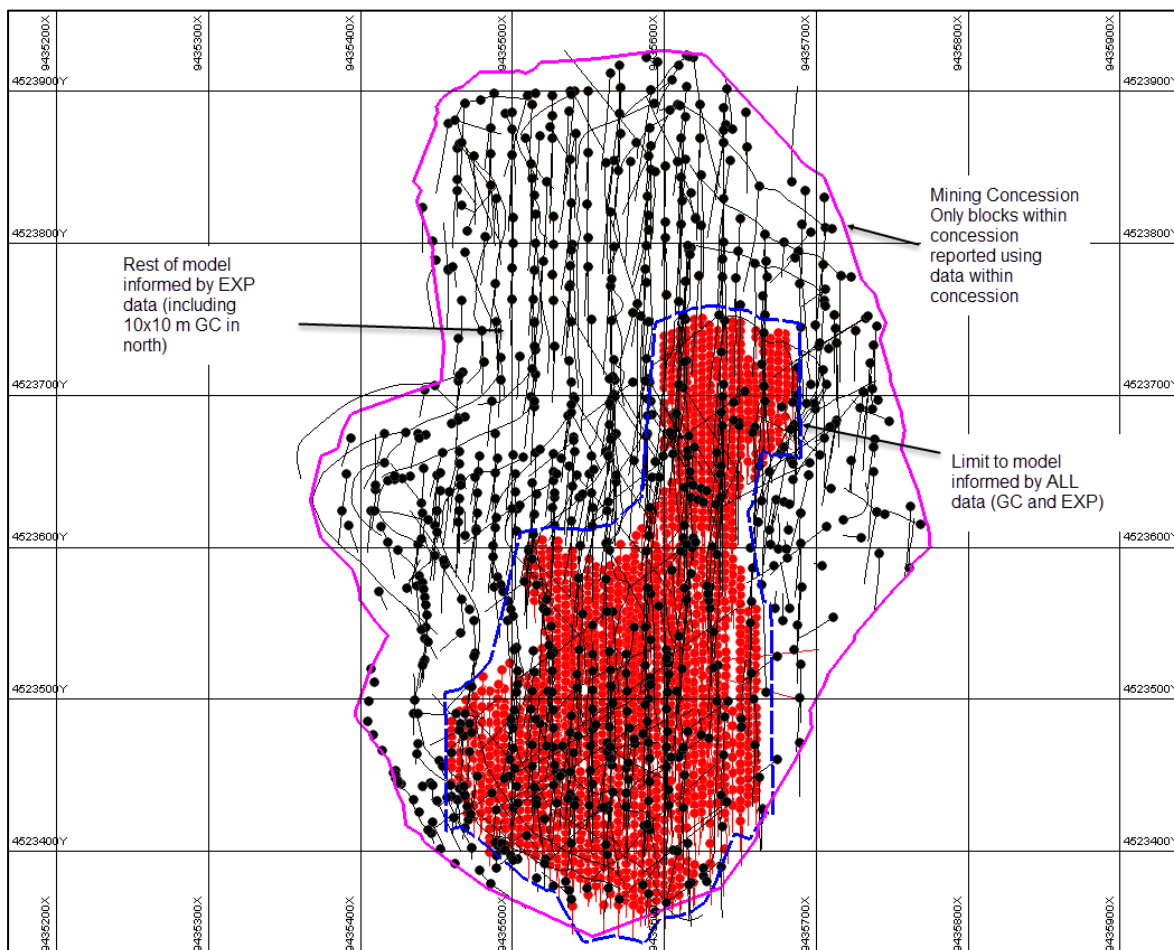 9435200X
9435300X
9435400X
9435500X
9435600X
9435700X
9435800X
9435900X
4523900Y
4523900Y
Mining Concession
Only blocks within
concession
reported using
data within
concession
4523800Y
4523800Y
Rest of model
informed by EXP
data (including
10x10 m GC in
north)
4523700Y
4523700Y
Limit to model
informed by ALL
data (GC and EXP)
4523600Y
4523600Y
4523500Y
4523500Y
4523400Y
4523400Y
9435200X
9435300X
9435400X
9435500X
9435700X
9435800X
9435900X